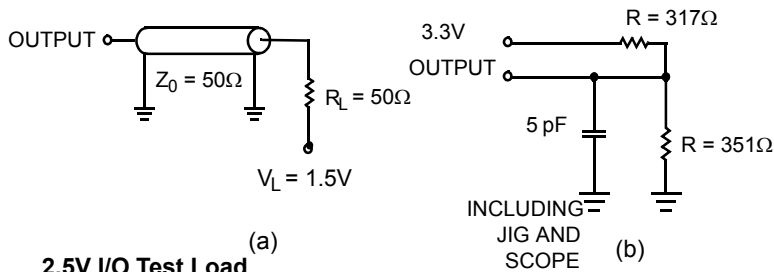 OUTPUT
Z0 = 50Ω
RL = 50Ω
VL = 1.5V
(a)
3.3V
OUTPUT
R = 317Ω
5 pF
R = 351Ω
INCLUDING
JIG AND
SCOPE
(b)
2.5V I/O Test Load